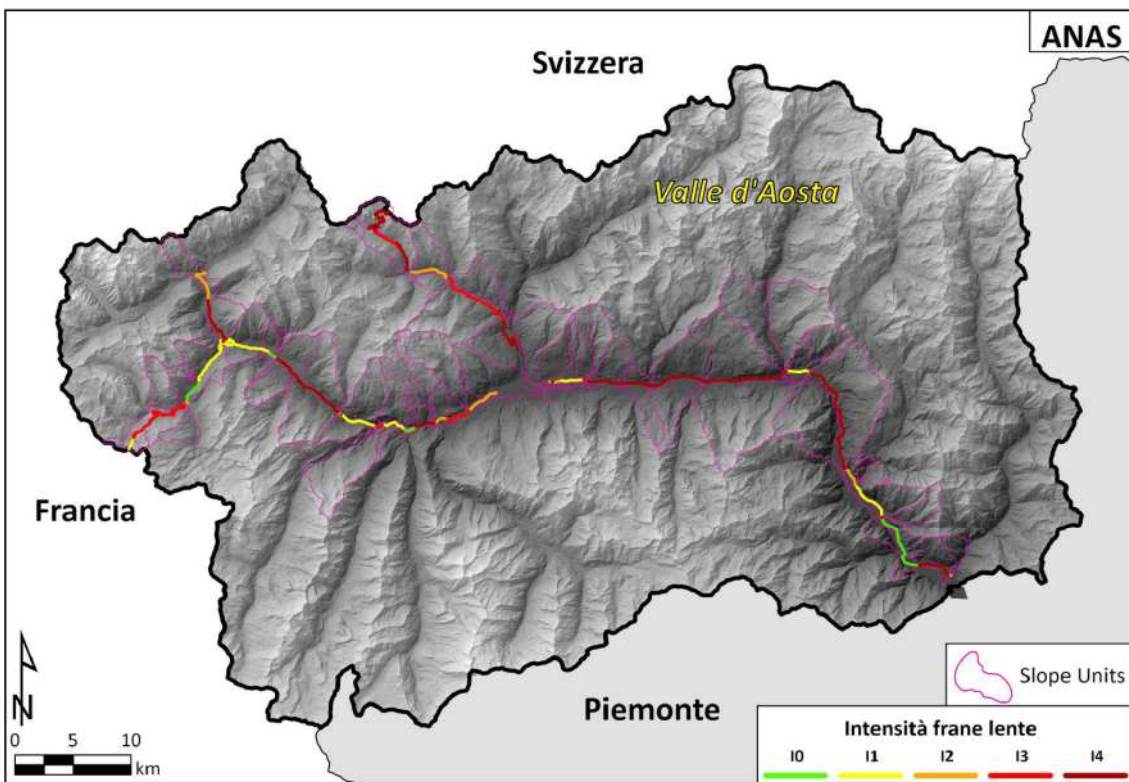 ANAS
Svizzera
Valle d'Aosta
Francia
Piemonte
Slope Units
N
0 5 10
km
Intensità frane lente
I0 I1 I2 I3 I4